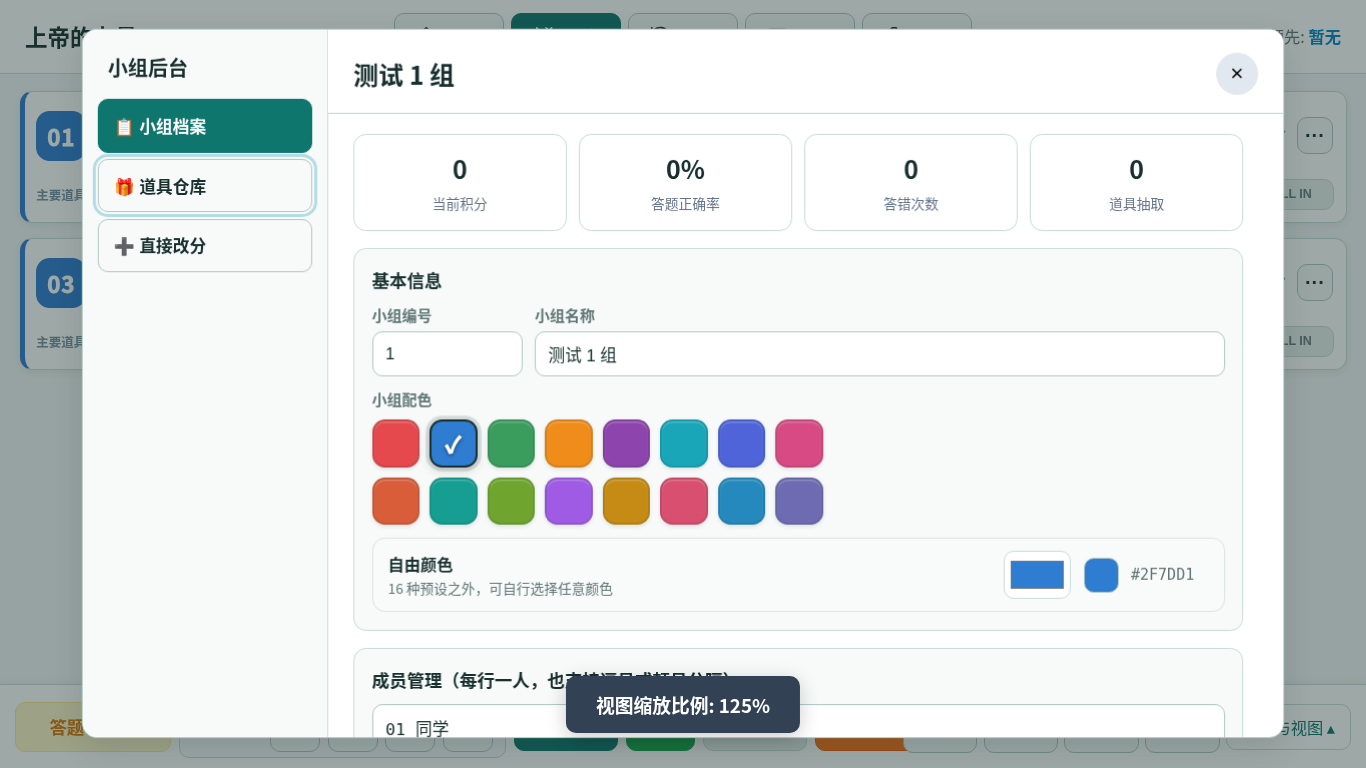 上帝的
先: 暂无
小组后台
📋 小组档案
🎁 道具仓库
➕ 直接改分
测试 1 组
✕
0
当前积分
0%
答题正确率
0
答错次数
0
道具抽取
基本信息
小组编号
小组名称
1
测试 1 组
小组配色
✓
自由颜色
16 种预设之外，可自行选择任意颜色
#2F7DD1
成员管理（每行一人，也
01 同学
视图缩放比例: 125%
01
主要道具
...
LL IN
03
主要道具
...
LL IN
答题
与视图 ▴